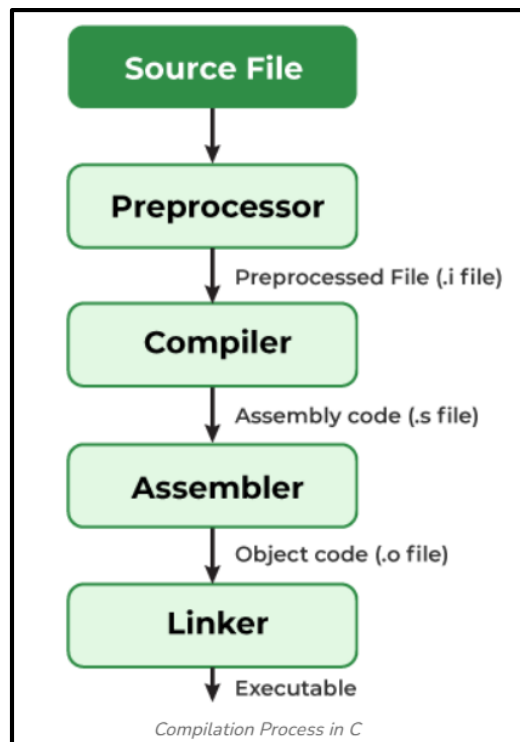 Source File
Preprocessor
Preprocessed File (.i file)
Compiler
Assembly code (.s file)
Assembler
Object code (.o file)
Linker
Executable
Compilation Process in C